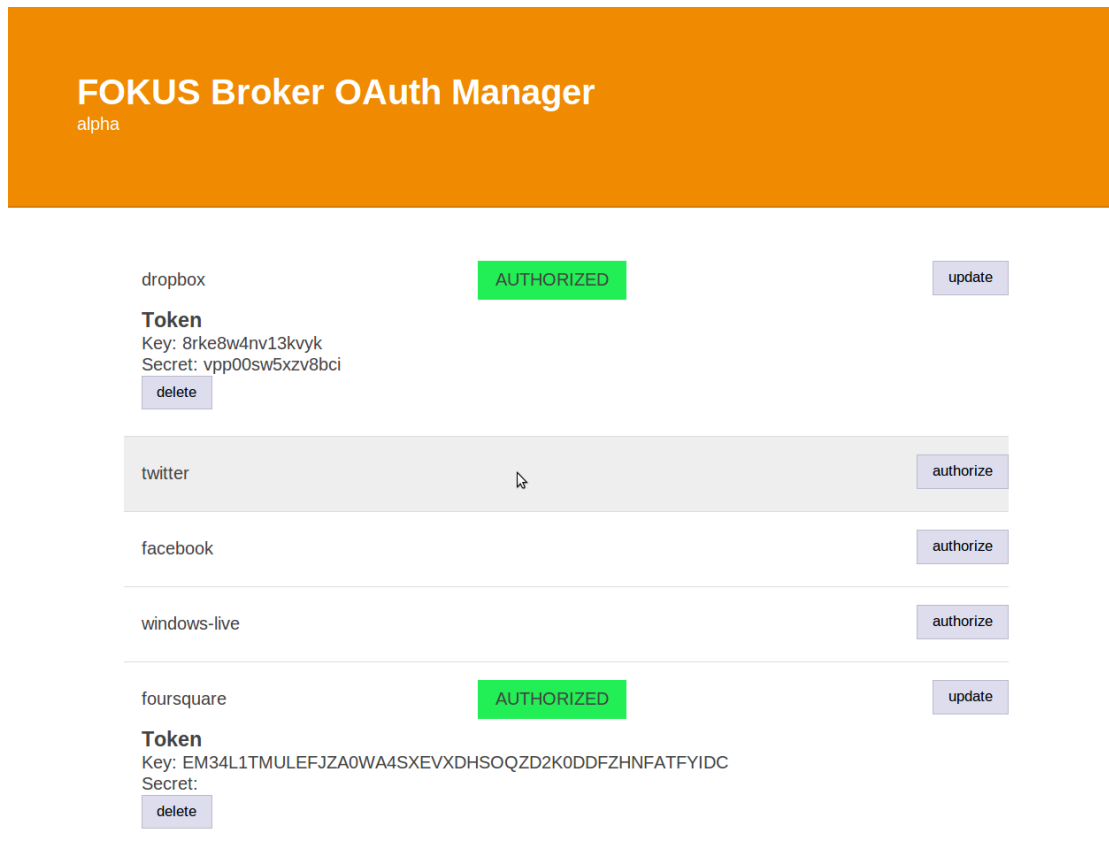 FOKUS Broker OAuth Manager
alpha
dropbox AUTHORIZED update
Token
Key: 8rke8w4nv13kvyk
Secret: vpp00sw5xzv8bci
delete
twitter authorize
facebook authorize
windows-live authorize
foursquare AUTHORIZED update
Token
Key: EM34L1TMULEFJZA0WA4SXEVXDHSOQZD2K0DDFZHNFATFYIDC
Secret:
delete